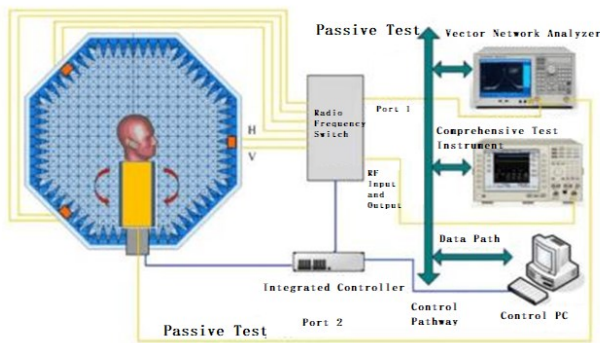 Passive Test
Vector Network Analyzer
Radio
Frequency
Switch
Port 1
H
V
Comprehensive Test
Instrument
RF
Input
and
Output
Data Path
Integrated Controller
Control
Pathway
Control PC
Port 2
Passive Test